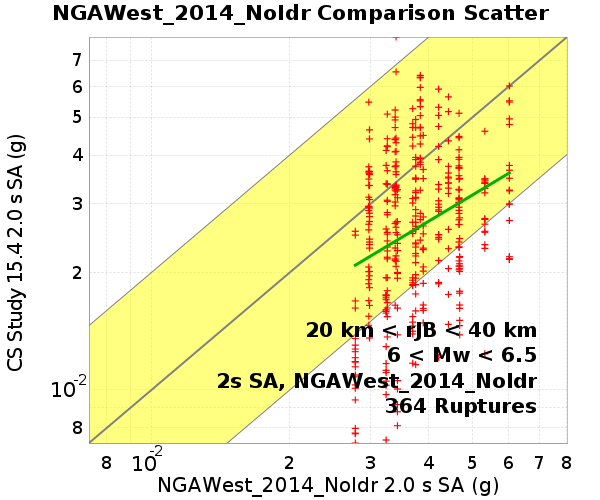 NGAWest_2014_NoIdr Comparison Scatter
CS Study 15.4 2.0 s SA (g)
7
6
5
4
3
2
10-2
8
20 km < rJB < 40 km
6 < Mw < 6.5
2s SA, NGAWest_2014_NoIdr
364 Ruptures
8 10-2 2 3 4 5 6 7 8
NGAWest_2014_NoIdr 2.0 s SA (g)